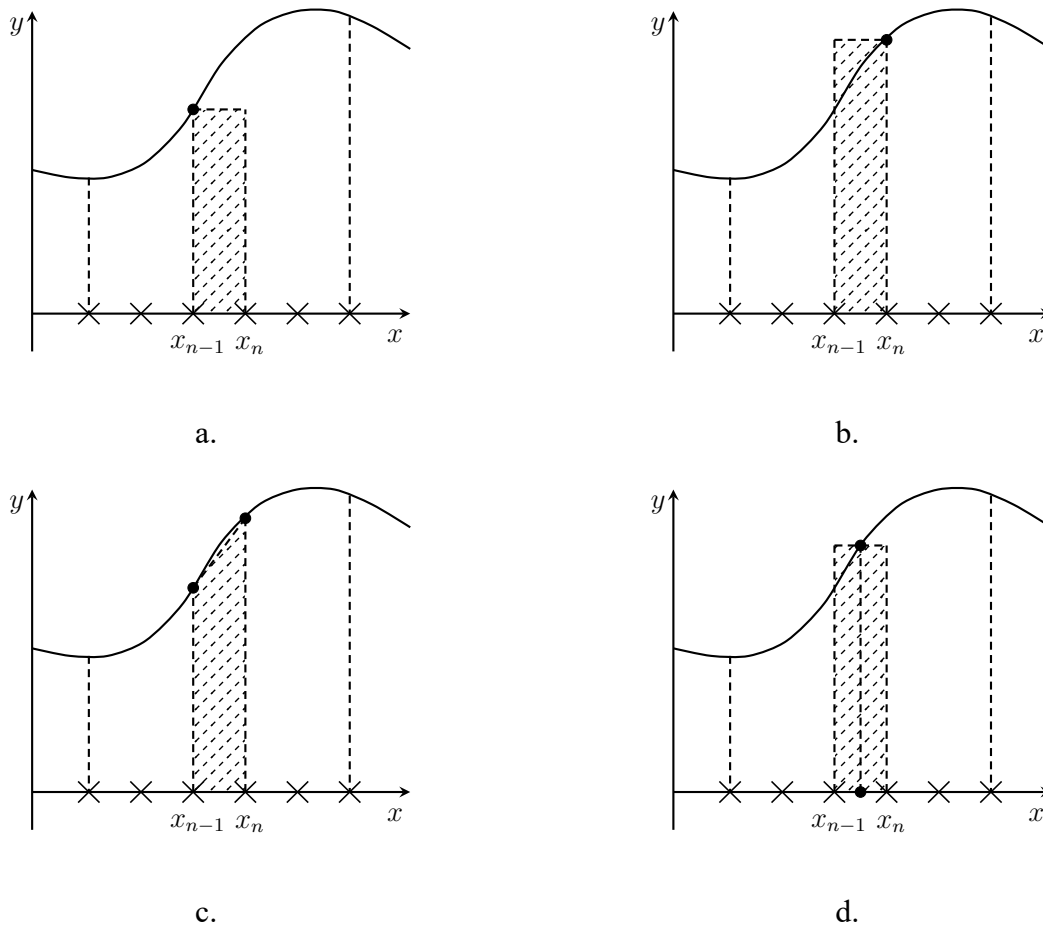 y y
x x
x_{n−1} x_n x_{n−1} x_n
a. b.
y y
x x
x_{n−1} x_n x_{n−1} x_n
c. d.